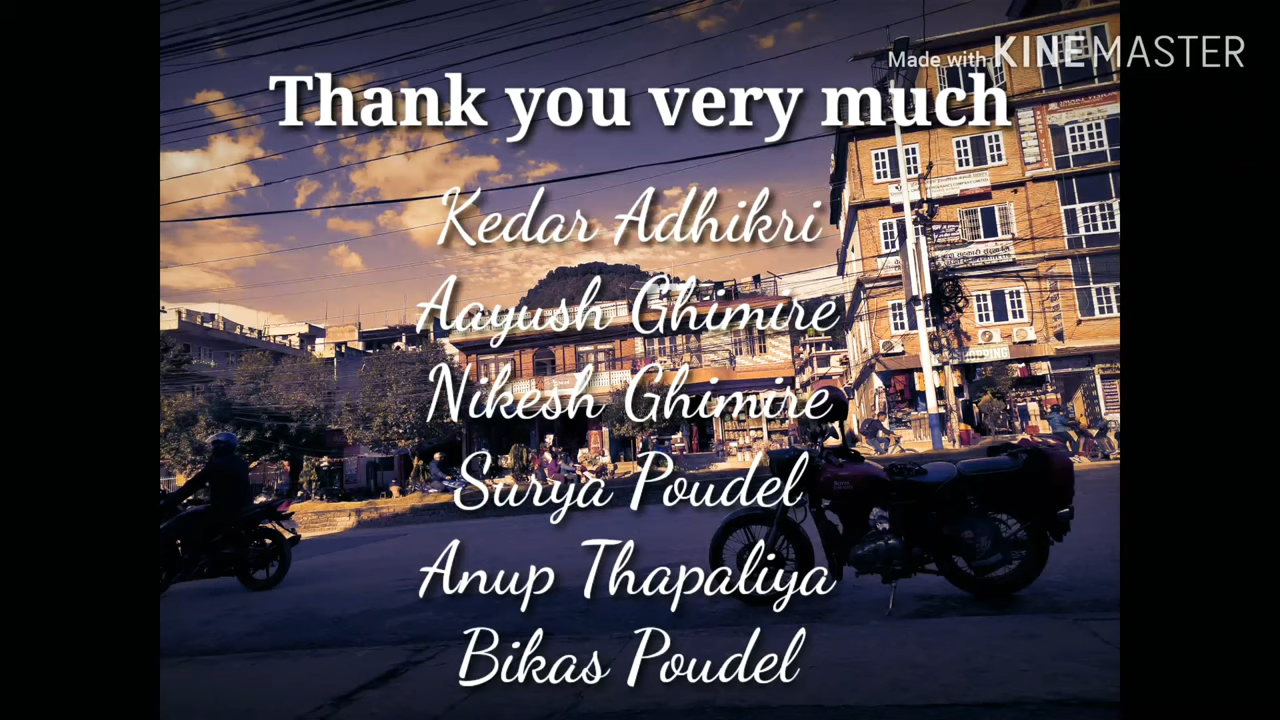 Made with KINEMASTER
Thank you very much
Kedar Adhikri
Aayush Ghimire
Nikesh Ghimire
Surya Poudel
Anup Thapaliya
Bikas Poudel